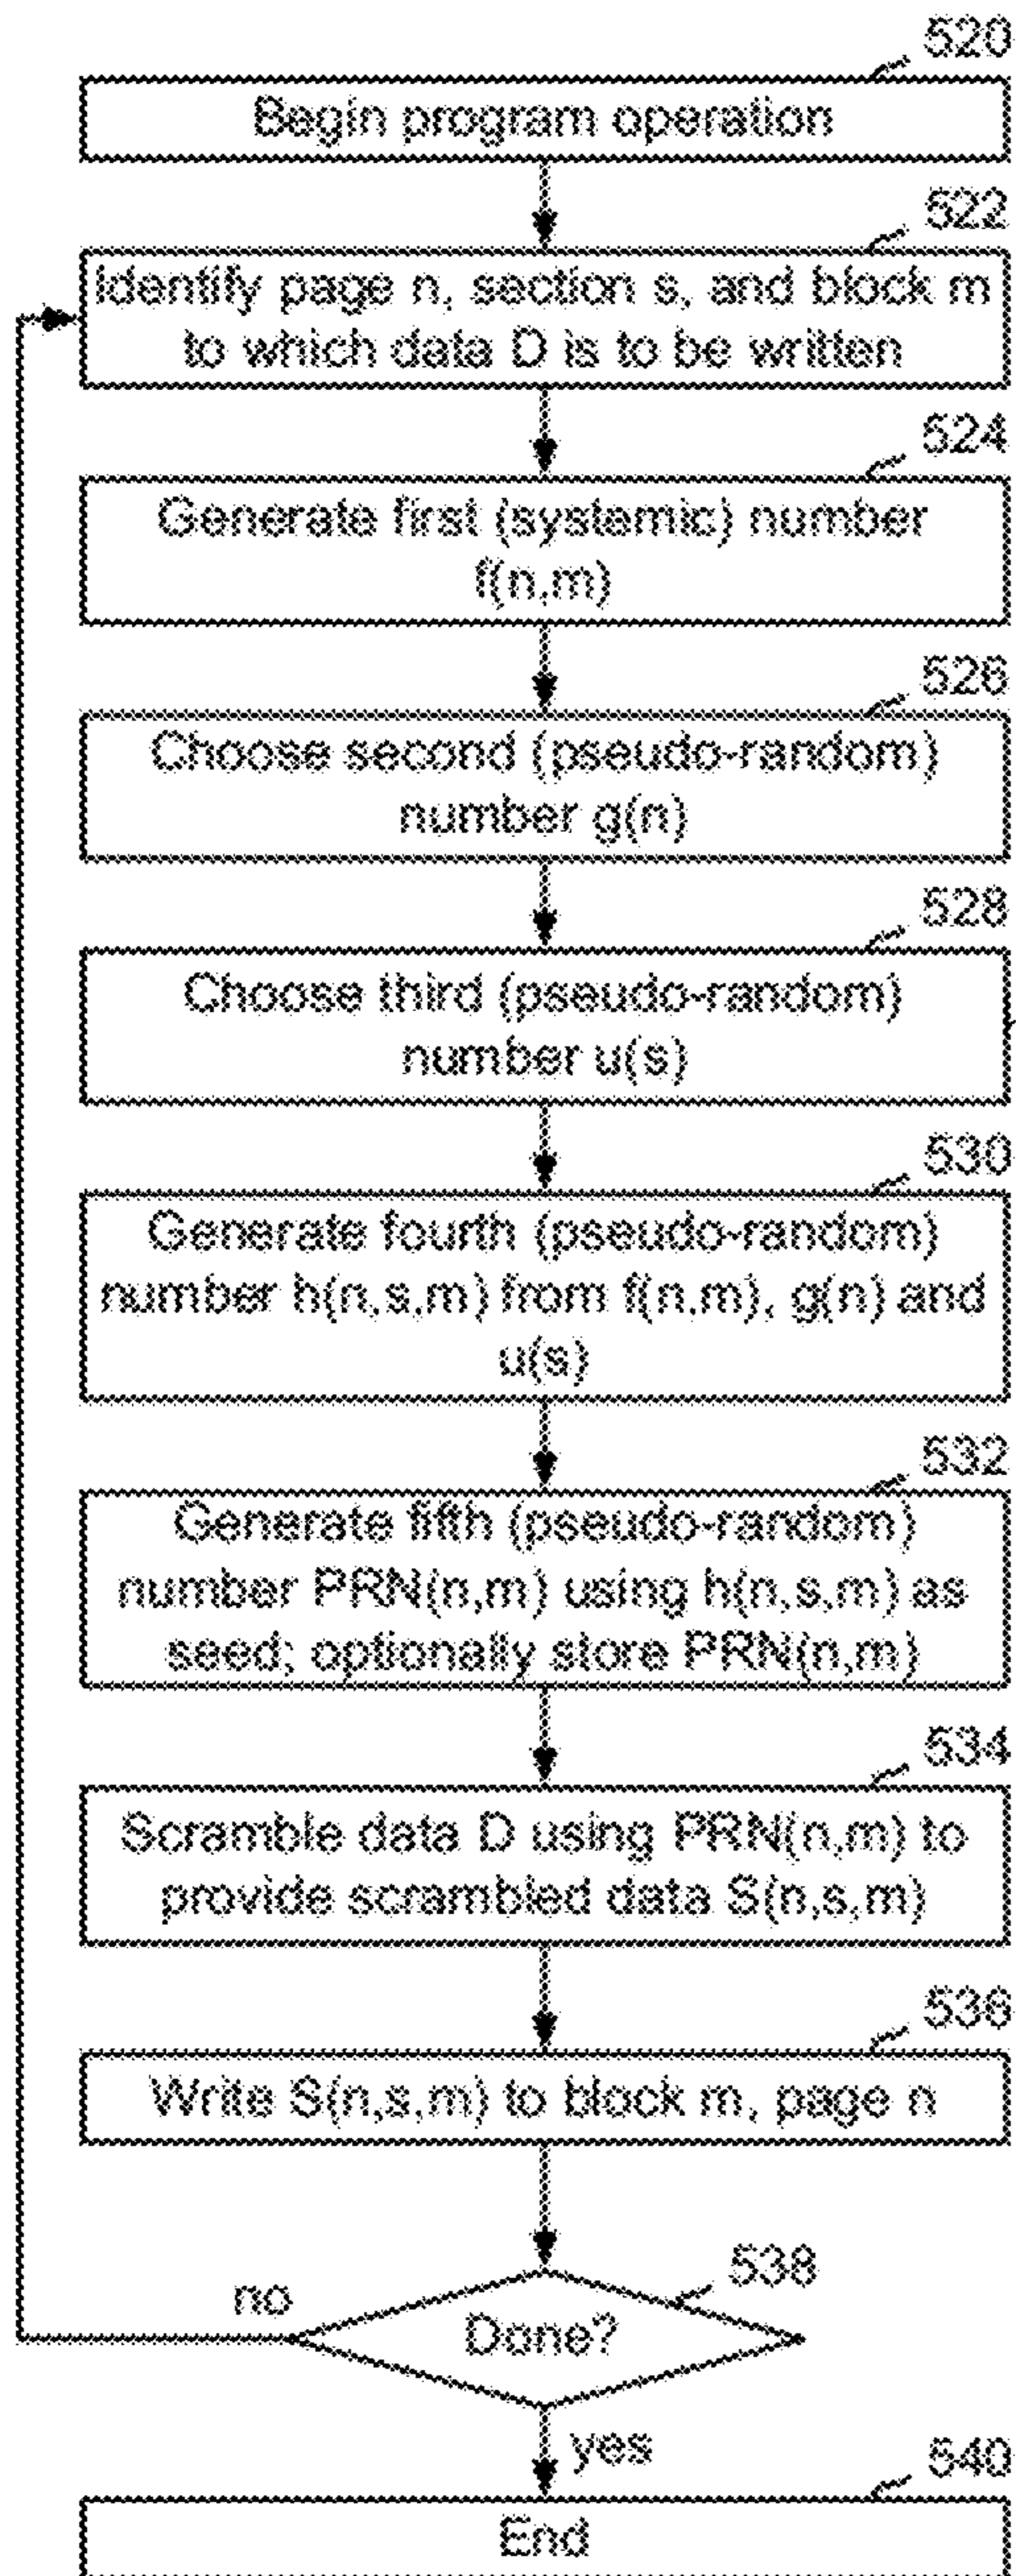 520
Begin program operation
522
Identify page n, section s, and block m
to which data D is to be written
524
Generate first (systemic) number
f(n,m)
526
Choose second (pseudo-random)
number g(n)
528
Choose third (pseudo-random)
number u(s)
530
Generate fourth (pseudo-random)
number h(n,s,m) from f(n,m), g(n) and
u(s)
532
Generate fifth (pseudo-random)
number PRN(n,m) using h(n,s,m) as
seed; optionally store PRN(n,m)
534
Scramble data D using PRN(n,m) to
provide scrambled data S(n,s,m)
536
Write S(n,s,m) to block m, page n
538
no
Done?
yes
540
End